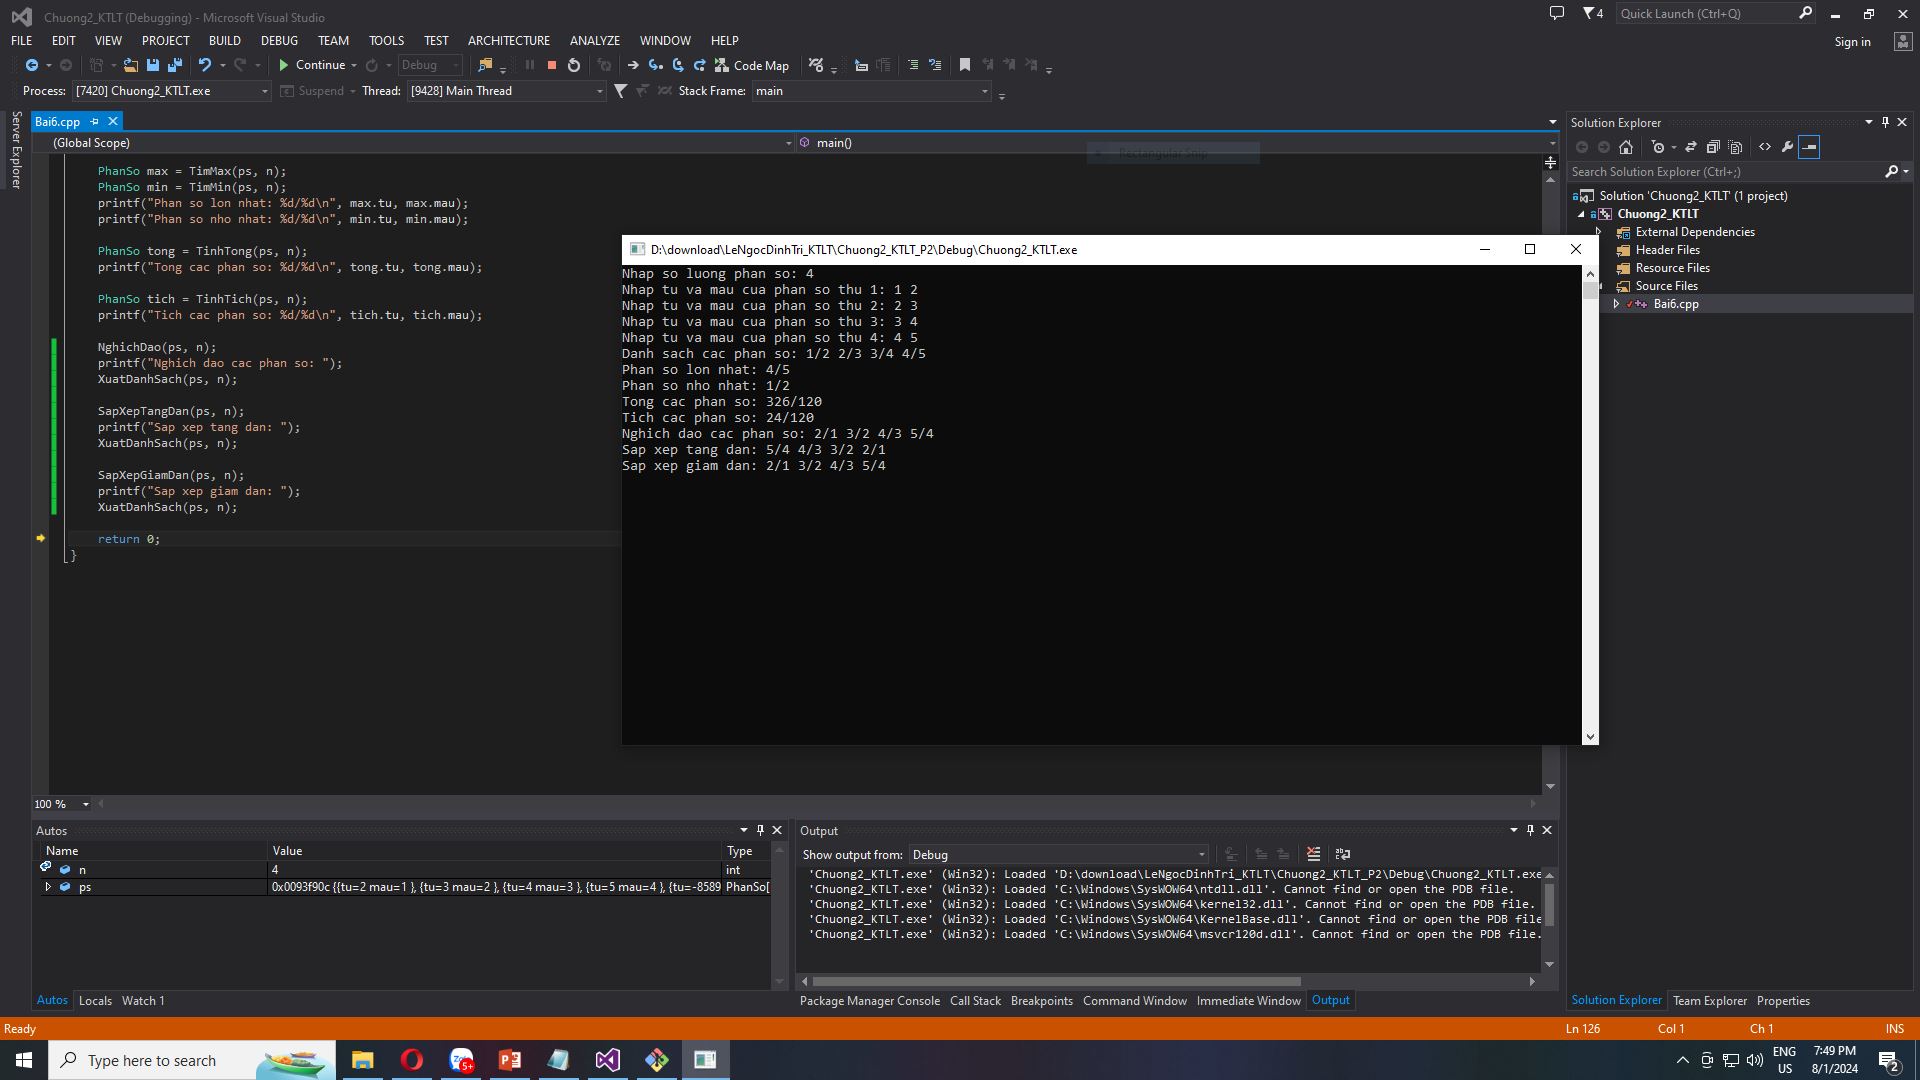 Chuong2_KTLT (Debugging) - Microsoft Visual Studio
4
Quick Launch (Ctrl+Q)
FILE EDIT VIEW PROJECT BUILD DEBUG TEAM TOOLS TEST ARCHITECTURE ANALYZE WINDOW HELP
Sign in
Continue Debug Code Map
Process: [7420] Chuong2_KTLT.exe Suspend Thread: [9428] Main Thread Stack Frame: main
Server Explorer
Bai6.cpp
(Global Scope) main()
Rectangular Snip
PhanSo max = TimMax(ps, n);
PhanSo min = TimMin(ps, n);
printf("Phan so lon nhat: %d/%d\n", max.tu, max.mau);
printf("Phan so nho nhat: %d/%d\n", min.tu, min.mau);
PhanSo tong = TinhTong(ps, n);
printf("Tong cac phan so: %d/%d\n", tong.tu, tong.mau);
PhanSo tich = TinhTich(ps, n);
printf("Tich cac phan so: %d/%d\n", tich.tu, tich.mau);
NghichDao(ps, n);
printf("Nghich dao cac phan so: ");
XuatDanhSach(ps, n);
SapXepTangDan(ps, n);
printf("Sap xep tang dan: ");
XuatDanhSach(ps, n);
SapXepGiamDan(ps, n);
printf("Sap xep giam dan: ");
XuatDanhSach(ps, n);
return 0;
}
100 %
D:\download\LeNgocDinhTri_KTLT\Chuong2_KTLT_P2\Debug\Chuong2_KTLT.exe
Nhap so luong phan so: 4
Nhap tu va mau cua phan so thu 1: 1 2
Nhap tu va mau cua phan so thu 2: 2 3
Nhap tu va mau cua phan so thu 3: 3 4
Nhap tu va mau cua phan so thu 4: 4 5
Danh sach cac phan so: 1/2 2/3 3/4 4/5
Phan so lon nhat: 4/5
Phan so nho nhat: 1/2
Tong cac phan so: 326/120
Tich cac phan so: 24/120
Nghich dao cac phan so: 2/1 3/2 4/3 5/4
Sap xep tang dan: 5/4 4/3 3/2 2/1
Sap xep giam dan: 2/1 3/2 4/3 5/4
Solution Explorer
Search Solution Explorer (Ctrl+;)
Solution 'Chuong2_KTLT' (1 project)
Chuong2_KTLT
External Dependencies
Header Files
Resource Files
Source Files
Bai6.cpp
Autos
Name Value Type
n 4 int
ps 0x0093f90c {{tu=2 mau=1 }, {tu=3 mau=2 }, {tu=4 mau=3 }, {tu=5 mau=4 }, {tu=-8589 PhanSo[
Autos Locals Watch 1
Output
Show output from: Debug
'Chuong2_KTLT.exe' (Win32): Loaded 'D:\download\LeNgocDinhTri_KTLT\Chuong2_KTLT_P2\Debug\Chuong2_KTLT.exe
'Chuong2_KTLT.exe' (Win32): Loaded 'C:\Windows\SysWOW64\ntdll.dll'. Cannot find or open the PDB file.
'Chuong2_KTLT.exe' (Win32): Loaded 'C:\Windows\SysWOW64\kernel32.dll'. Cannot find or open the PDB file.
'Chuong2_KTLT.exe' (Win32): Loaded 'C:\Windows\SysWOW64\KernelBase.dll'. Cannot find or open the PDB file
'Chuong2_KTLT.exe' (Win32): Loaded 'C:\Windows\SysWOW64\msvcr120d.dll'. Cannot find or open the PDB file.
Package Manager Console Call Stack Breakpoints Command Window Immediate Window Output
Solution Explorer Team Explorer Properties
Ready
Ln 126 Col 1 Ch 1 INS
Type here to search
5+
ENG
US
7:49 PM
8/1/2024
2